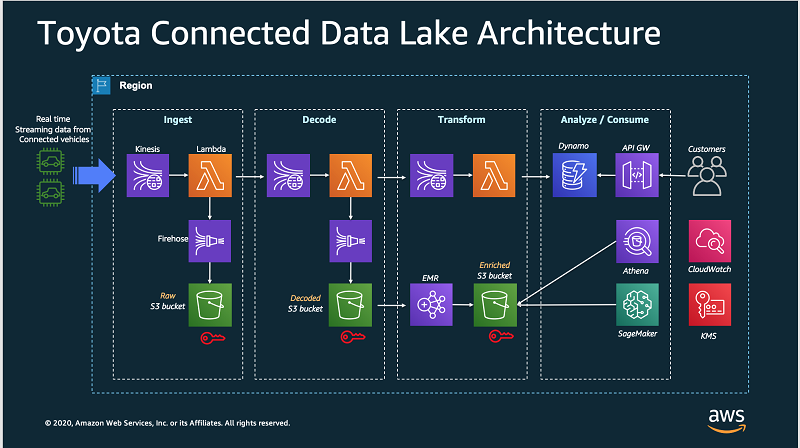 Toyota Connected Data Lake Architecture
Region
Real time
Streaming data from
Connected vehicles
Ingest
Decode
Transform
Analyze / Consume
Kinesis
Lambda
Dynamo
API GW
Customers
Firehose
Athena
CloudWatch
Raw
S3 bucket
Decoded
S3 bucket
EMR
Enriched
S3 bucket
SageMaker
KMS
© 2020, Amazon Web Services, Inc. or its Affiliates. All rights reserved.
aws